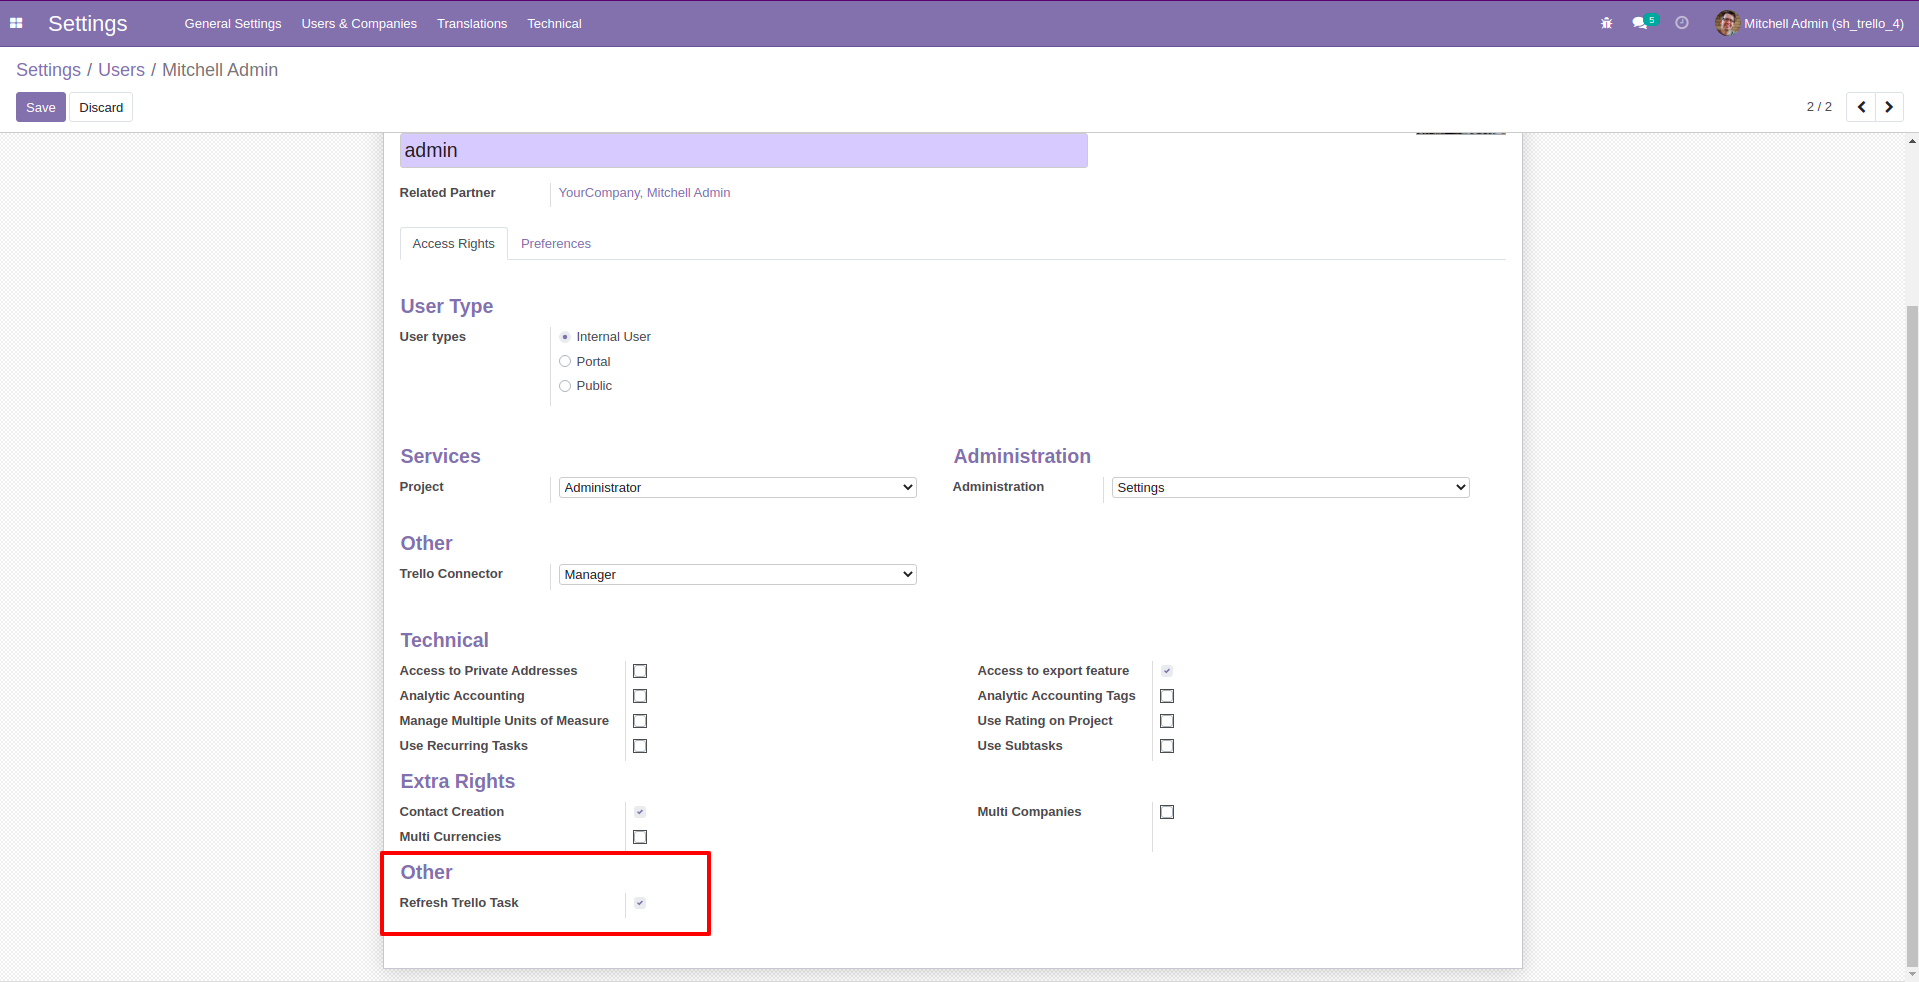 Settings General Settings Users & Companies Translations Technical 5 Mitchell Admin (sh_trello_4)
Settings / Users / Mitchell Admin
Save Discard 2 / 2
admin
Related Partner YourCompany, Mitchell Admin
Access Rights Preferences
User Type
User types Internal User
Portal
Public
Services Administration
Project Administrator Administration Settings
Other
Trello Connector Manager
Technical
Access to Private Addresses Access to export feature
Analytic Accounting Analytic Accounting Tags
Manage Multiple Units of Measure Use Rating on Project
Use Recurring Tasks Use Subtasks
Extra Rights
Contact Creation Multi Companies
Multi Currencies
Other
Refresh Trello Task